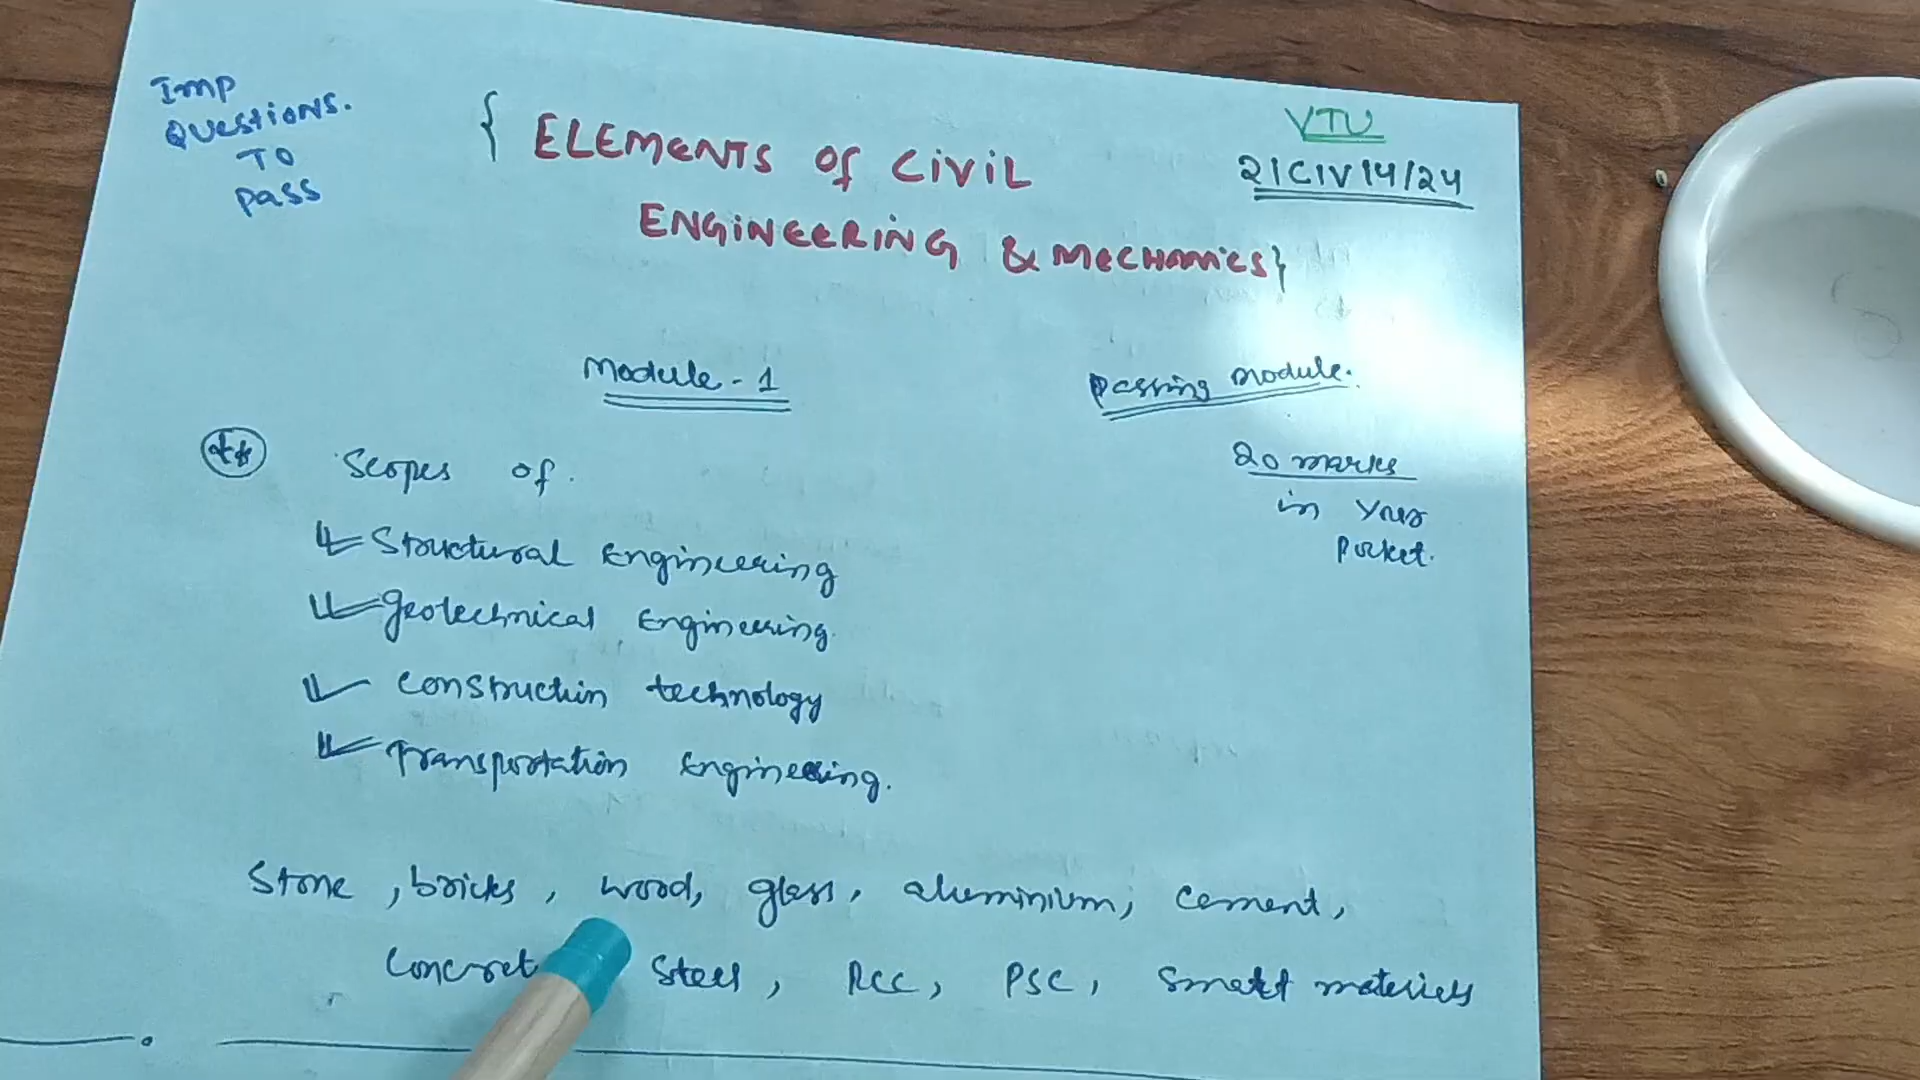 Imp
Questions.
To
pass
{ ELEMENTS of CiViL
ENGiNEERiNG & MECHANiCS}
VTU
21CIV14/24
Module - 1
Passing module.
20 marks
in your
pocket.
**
Scopes of.
Structural Engineering
Geotechnical Engineering
Construction technology
Transportation Engineering.
Stone, bricks, wood, glass, aluminium, cement,
Concret Steel, RCC, PSC, Smart materials